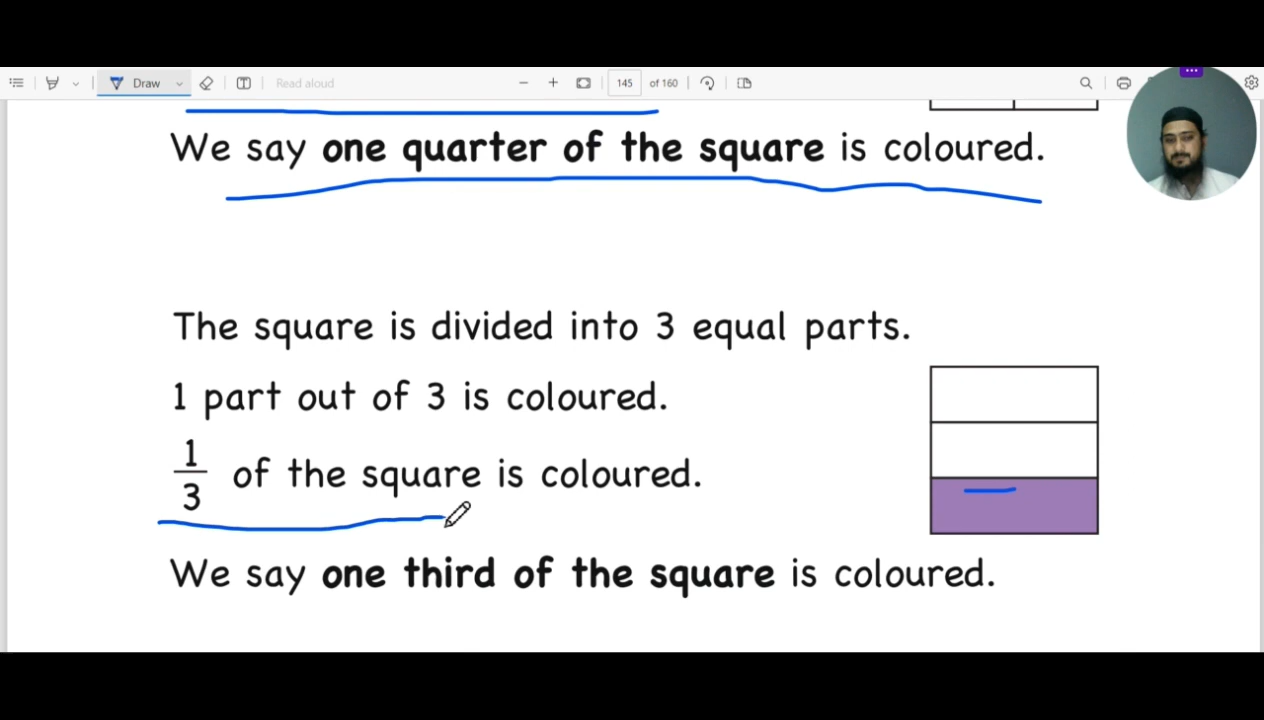 Draw
Read aloud
145 of 160
We say one quarter of the square is coloured.
The square is divided into 3 equal parts.
1 part out of 3 is coloured.
1/3 of the square is coloured.
We say one third of the square is coloured.